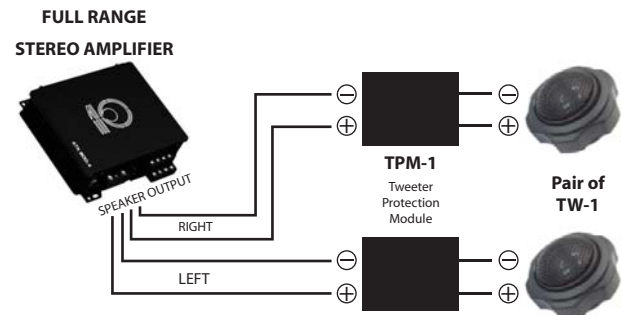 FULL RANGE
STEREO AMPLIFIER
SPEAKER OUTPUT
RIGHT
LEFT
TPM-1
Tweeter
Protection
Module
Pair of
TW-1